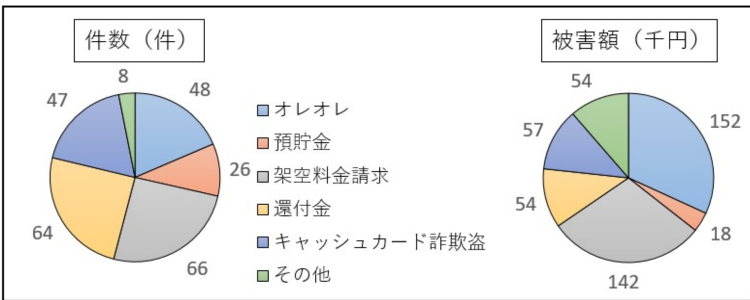 件数（件）
8
48
47
26
64
66
オレオレ
預貯金
架空料金請求
還付金
キャッシュカード詐欺盗
その他
被害額（千円）
54
152
57
54
18
142